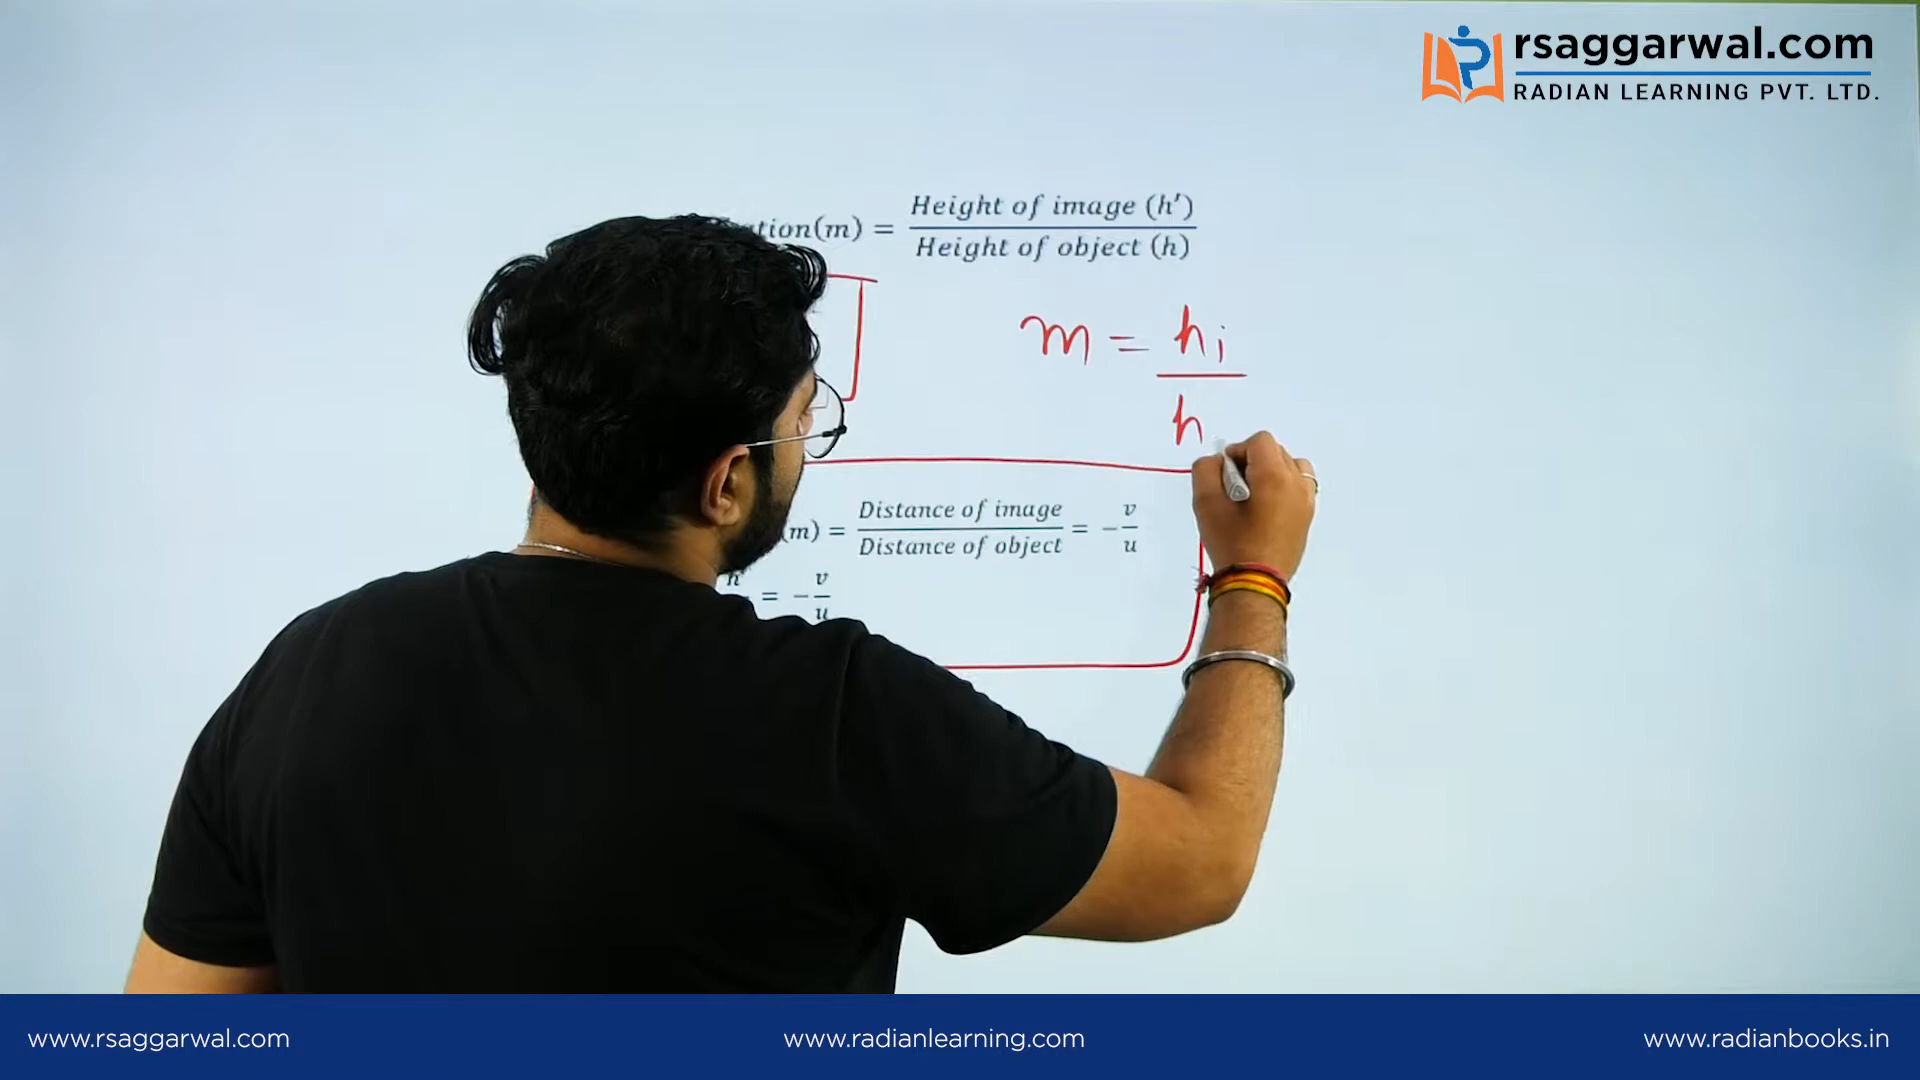 rsaggarwal.com
RADIAN LEARNING PVT. LTD.
(m) = Height of image (h′)
Height of object (h)
m = hi
h
(m) = Distance of image = − v
Distance of object u
= − v
u
www.rsaggarwal.com
www.radianlearning.com
www.radianbooks.in